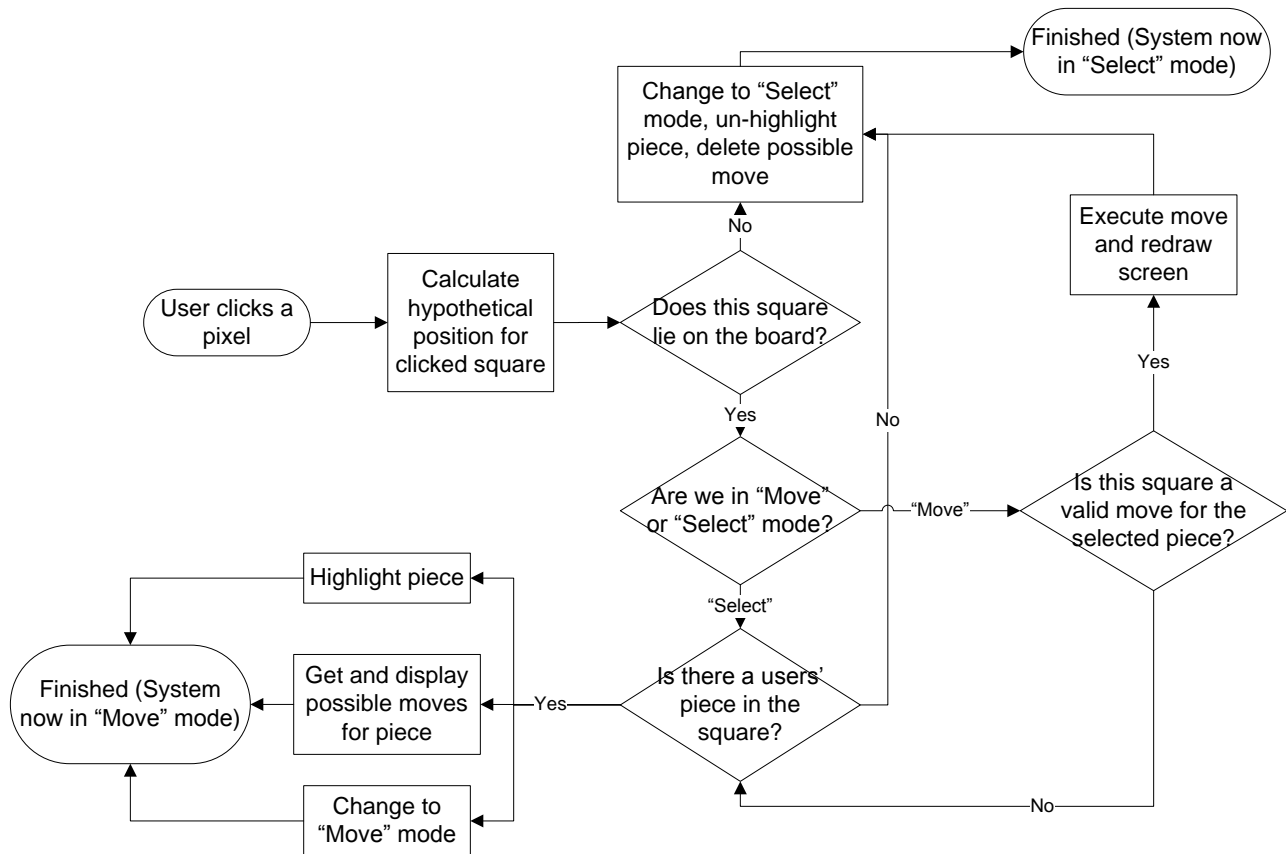 Finished (System now
in “Select” mode)
Change to “Select”
mode, un-highlight
piece, delete possible
move
Execute move
and redraw
screen
No
User clicks a
pixel
Calculate
hypothetical
position for
clicked square
Does this square
lie on the board?
Yes
Yes
No
Are we in “Move”
or “Select” mode?
“Move”
Is this square a
valid move for the
selected piece?
“Select”
Highlight piece
Finished (System
now in “Move” mode)
Get and display
possible moves
for piece
Yes
Is there a users’
piece in the
square?
Change to
“Move” mode
No